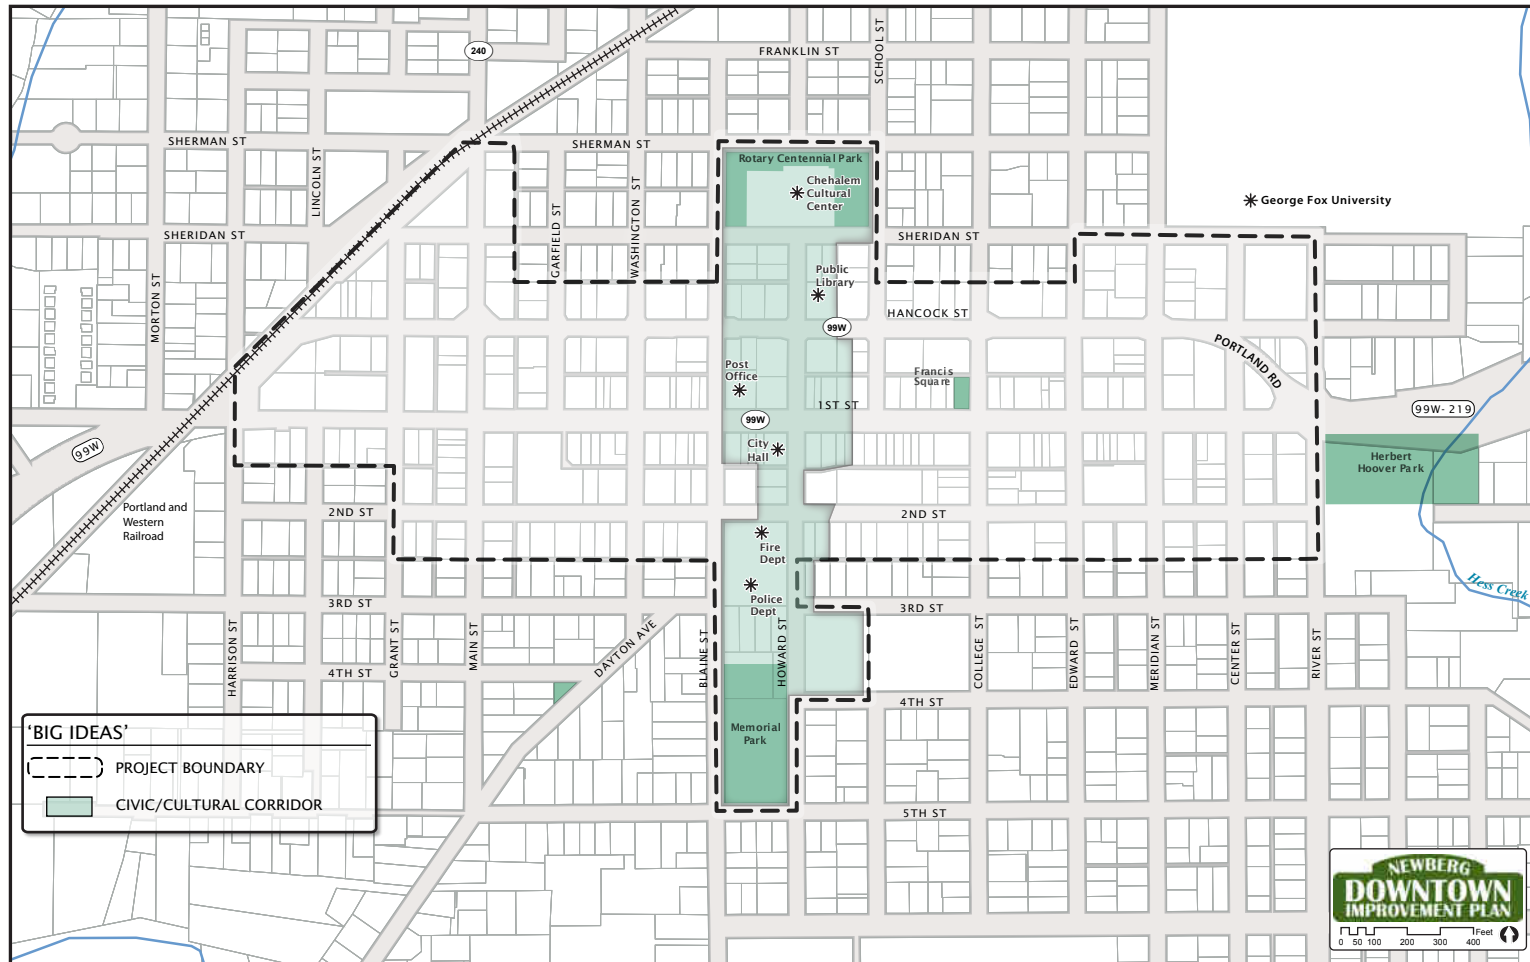 240
FRANKLIN ST
SCHOOL ST
SHERMAN ST
SHERMAN ST
LINCOLN ST
Rotary Centennial Park
Chehalem
Cultural
Center
George Fox University
SHERIDAN ST
GARFIELD ST
WASHINGTON ST
SHERIDAN ST
MORTON ST
Public
Library
HANCOCK ST
99W
PORTLAND RD
Post
Office
Francis
Square
1ST ST
99W
99W-219
99W
City
Hall
Herbert
Hoover Park
Portland and
Western
Railroad
2ND ST
2ND ST
Fire
Dept
Police
Dept
Hess Creek
3RD ST
3RD ST
HARRISON ST
GRANT ST
MAIN ST
DAYTON AVE
BLAINE ST
HOWARD ST
COLLEGE ST
EDWARD ST
MERIDIAN ST
CENTER ST
RIVER ST
4TH ST
4TH ST
Memorial
Park
'BIG IDEAS'
PROJECT BOUNDARY
CIVIC/CULTURAL CORRIDOR
5TH ST
NEWBERG
DOWNTOWN
IMPROVEMENT PLAN
Feet
0 50 100 200 300 400